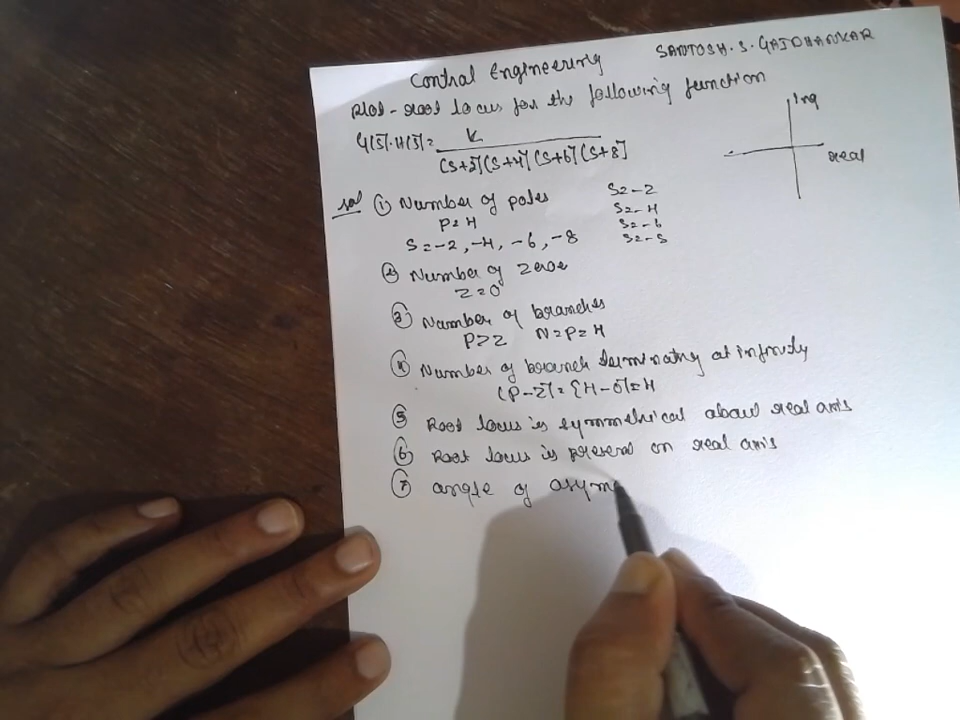 Control Engineering SANTOSH.S.GAIDHANKAR
Plot - root locus for the following function
G(S).H(S)= K
(S+2)(S+4)(S+6)(S+8)
Img
real
sol ① Number of poles
P=4
S=-2, -4, -6, -8
S=-2
S=-4
S=-6
S=-8
② Number of zeroe
Z=0
③ Number of branches
P>Z N=P=4
④ Number of branch terminating at infinity
(P-Z)=(4-0)=4
⑤ Root locus is symmetrical about real axis
⑥ Root locus is present on real axis
⑦ angle of asym